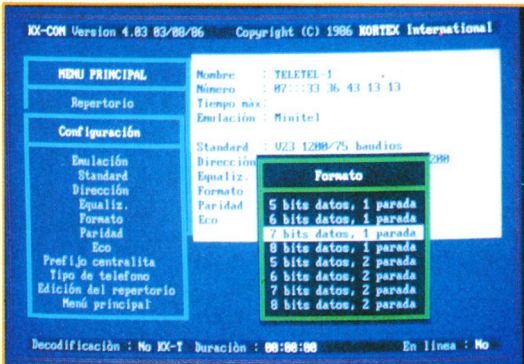 KX-COM Version 4.03 03/08/86 Copyright (C) 1986 KORTEX International
MENU PRINCIPAL
Repertorio
Configuración
Emulación
Standard
Dirección
Equaliz.
Formato
Paridad
Eco
Prefijo centralita
Tipo de telefono
Edición del repertorio
Menú principal
Nombre : TELETEL-1
Número : 07:::33 36 43 13 13
Tiempo máx:
Emulación : Minitel
Standard : V23 1200/75 baudios
Dirección
Equaliz.
Formato
Paridad
Eco
Formato
5 bits datos, 1 parada
6 bits datos, 1 parada
7 bits datos, 1 parada
8 bits datos, 1 parada
5 bits datos, 2 parada
6 bits datos, 2 parada
7 bits datos, 2 parada
8 bits datos, 2 parada
Decodificación : No KX-T Duración : 00:00:00 En línea : No